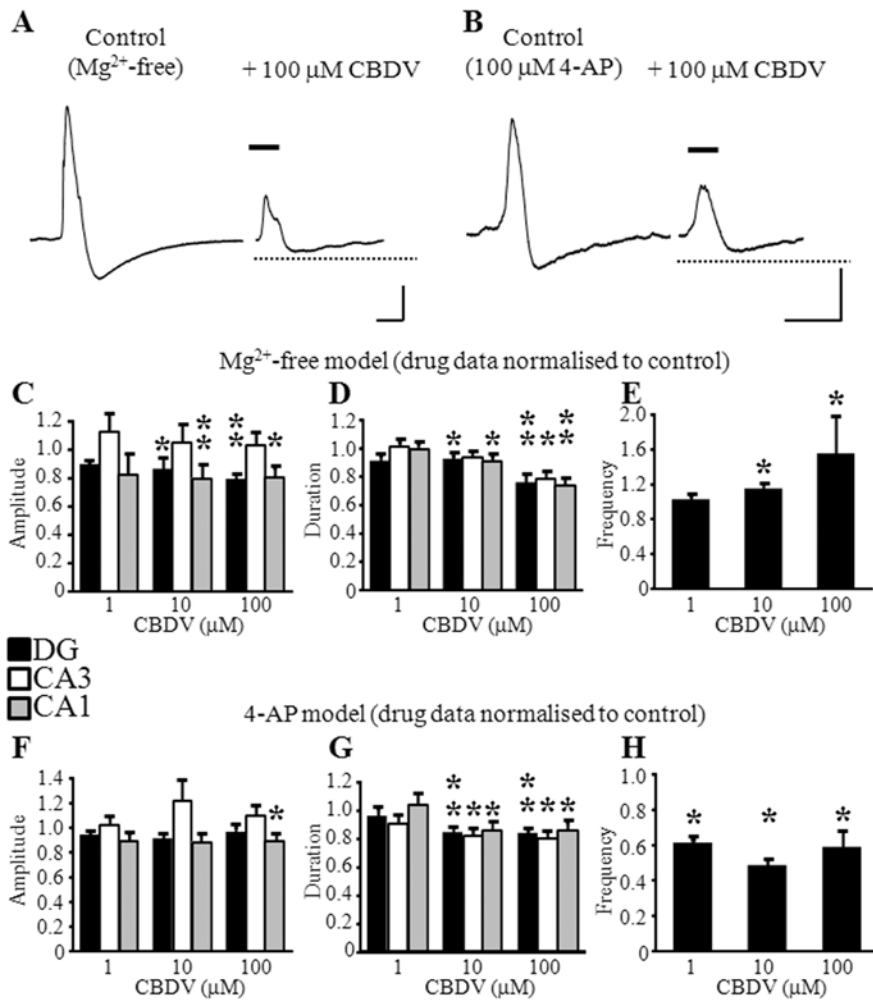 A
Control
(Mg2+-free)
+ 100 µM CBDV
B
Control
(100 µM 4-AP)
+ 100 µM CBDV
Mg2+-free model (drug data normalised to control)
C
Amplitude
1.2
1.0
0.8
0.6
0.4
0.2
0
* ** ** *
1 10 100
CBDV (µM)
D
Duration
1.2
1.0
0.8
0.6
0.4
0.2
0
* * ** * **
1 10 100
CBDV (µM)
E
Frequency
2.0
1.6
1.2
0.8
0.4
0
* *
1 10 100
CBDV (µM)
DG
CA3
CA1
4-AP model (drug data normalised to control)
F
Amplitude
1.4
1.2
1.0
0.8
0.6
0.4
0.2
0
*
1 10 100
CBDV (µM)
G
Duration
1.2
1.0
0.8
0.6
0.4
0.2
0
** * * ** * *
1 10 100
CBDV (µM)
H
Frequency
0.8
0.6
0.4
0.2
0
* * *
1 10 100
CBDV (µM)